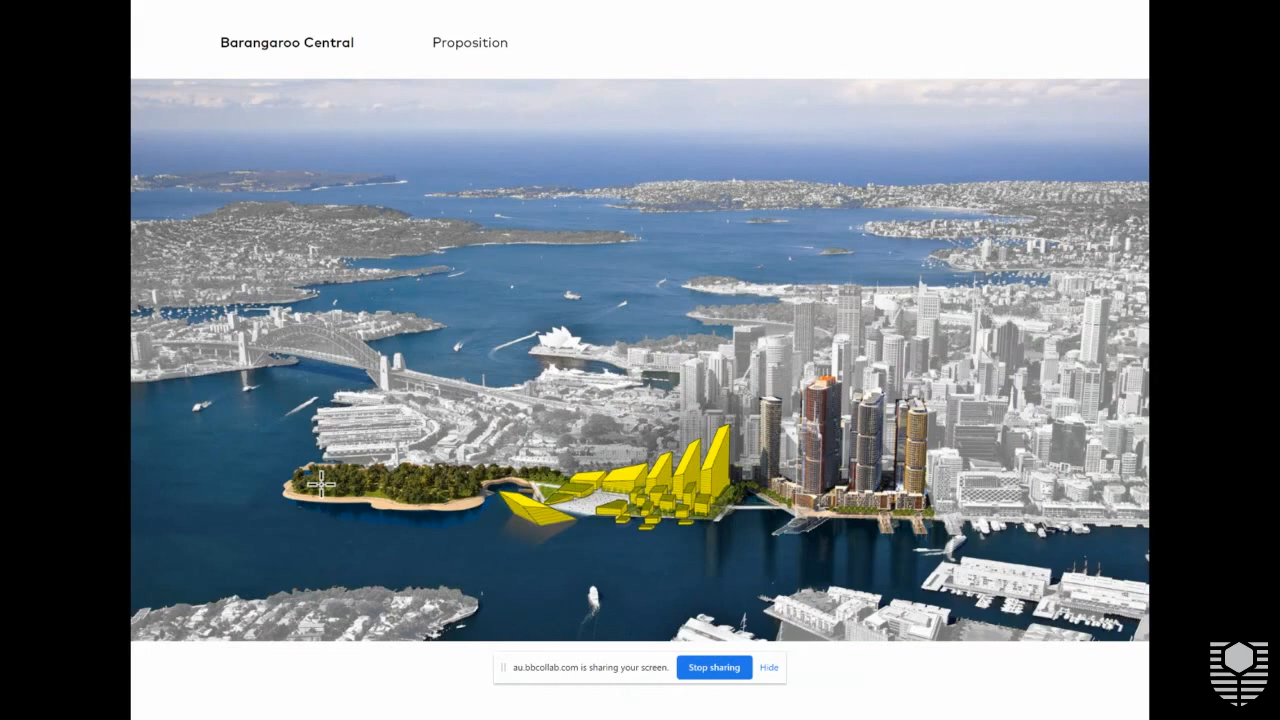 Barangaroo Central
Proposition
au.bbcollab.com is sharing your screen.
Stop sharing
Hide